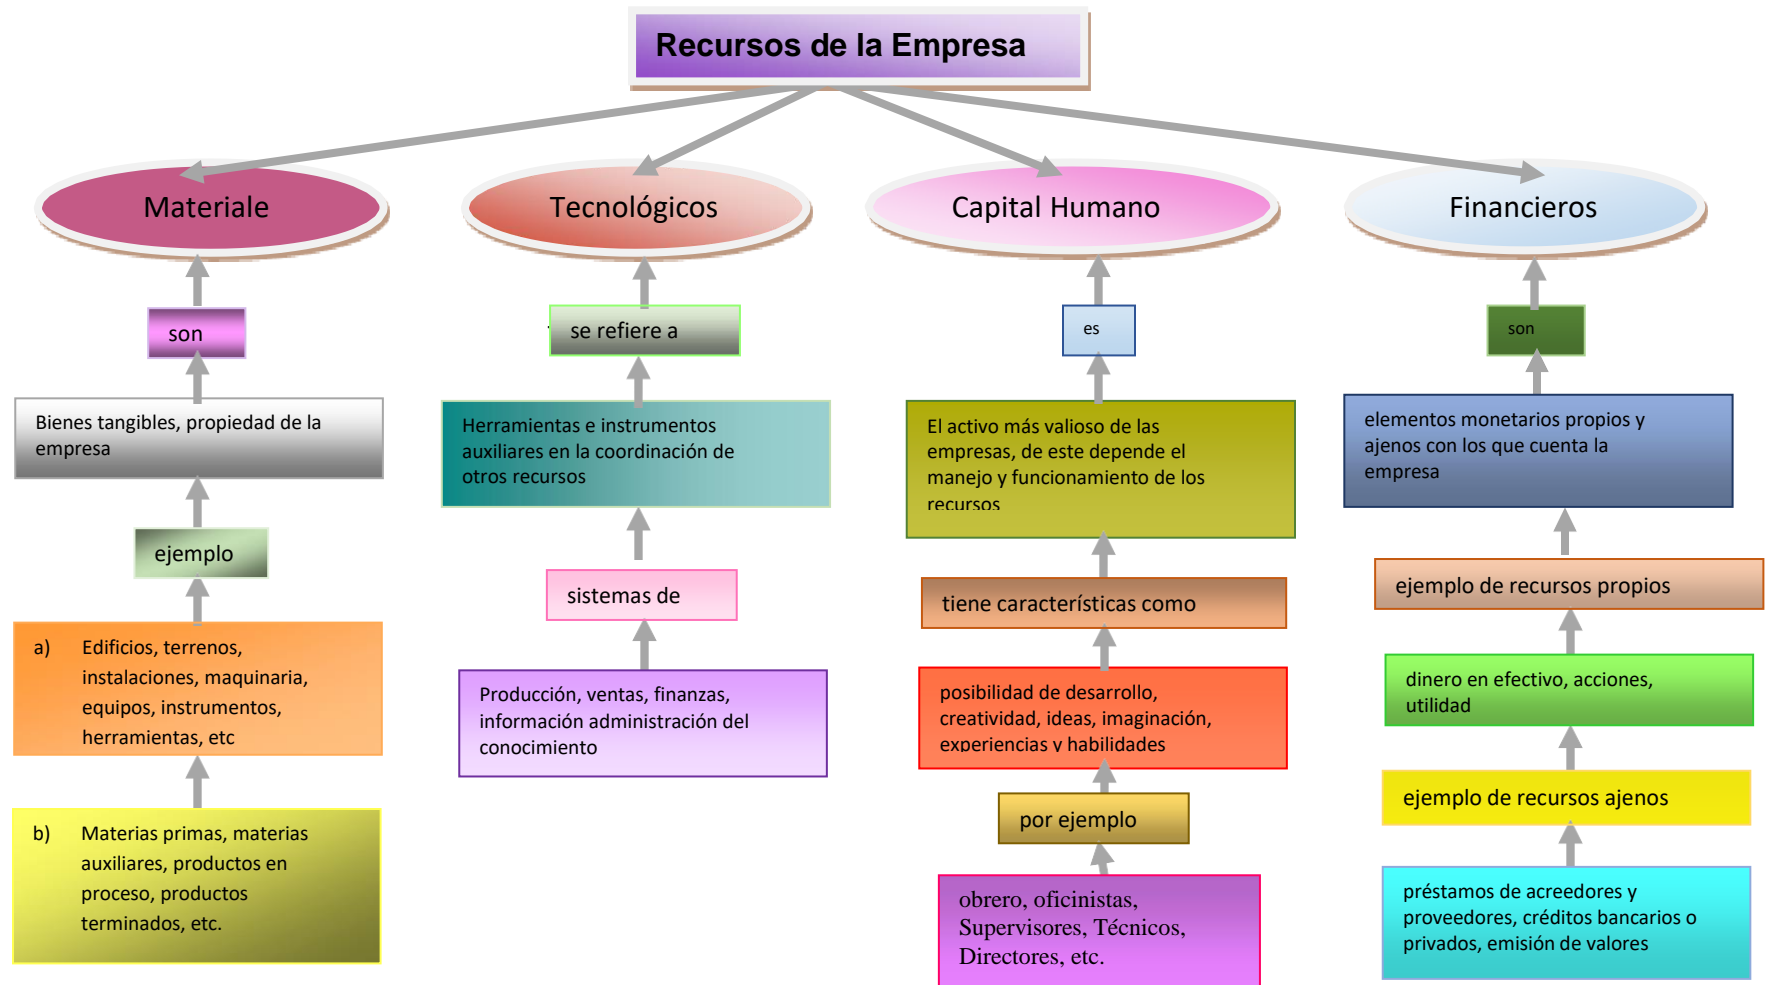 Recursos de la Empresa
Materiale
son
Bienes tangibles, propiedad de la
empresa
ejemplo
a) Edificios, terrenos,
instalaciones, maquinaria,
equipos, instrumentos,
herramientas, etc
b) Materias primas, materias
auxiliares, productos en
proceso, productos
terminados, etc.
Tecnológicos
se refiere a
Herramientas e instrumentos
auxiliares en la coordinación de
otros recursos
sistemas de
Producción, ventas, finanzas,
información administración del
conocimiento
Capital Humano
es
El activo más valioso de las
empresas, de este depende el
manejo y funcionamiento de los
recursos
tiene características como
posibilidad de desarrollo,
creatividad, ideas, imaginación,
experiencias y habilidades
por ejemplo
obrero, oficinistas,
Supervisores, Técnicos,
Directores, etc.
Financieros
son
elementos monetarios propios y
ajenos con los que cuenta la
empresa
ejemplo de recursos propios
dinero en efectivo, acciones,
utilidad
ejemplo de recursos ajenos
préstamos de acreedores y
proveedores, créditos bancarios o
privados, emisión de valores